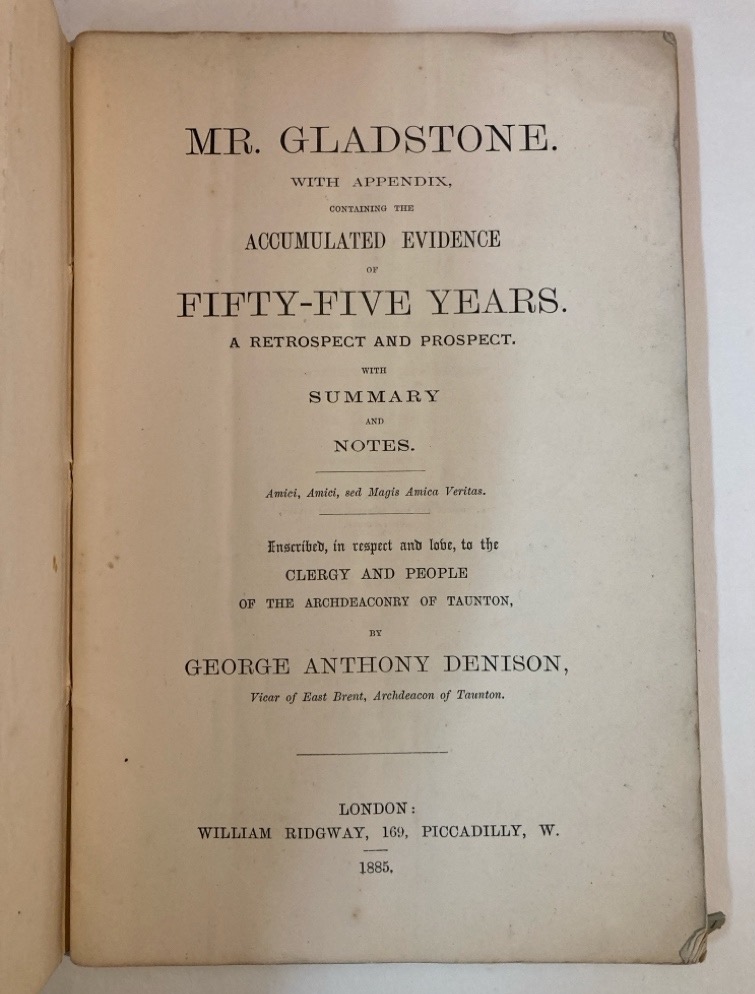 MR. GLADSTONE.
WITH APPENDIX,
CONTAINING THE
ACCUMULATED EVIDENCE
OF
FIFTY-FIVE YEARS.
A RETROSPECT AND PROSPECT.
WITH
SUMMARY
AND
NOTES.
Amici, Amici, sed Magis Amica Veritas.
Inscribed, in respect and love, to the
CLERGY AND PEOPLE
OF THE ARCHDEACONRY OF TAUNTON,
BY
GEORGE ANTHONY DENISON,
Vicar of East Brent, Archdeacon of Taunton.
LONDON:
WILLIAM RIDGWAY, 169, PICCADILLY, W.
1885.